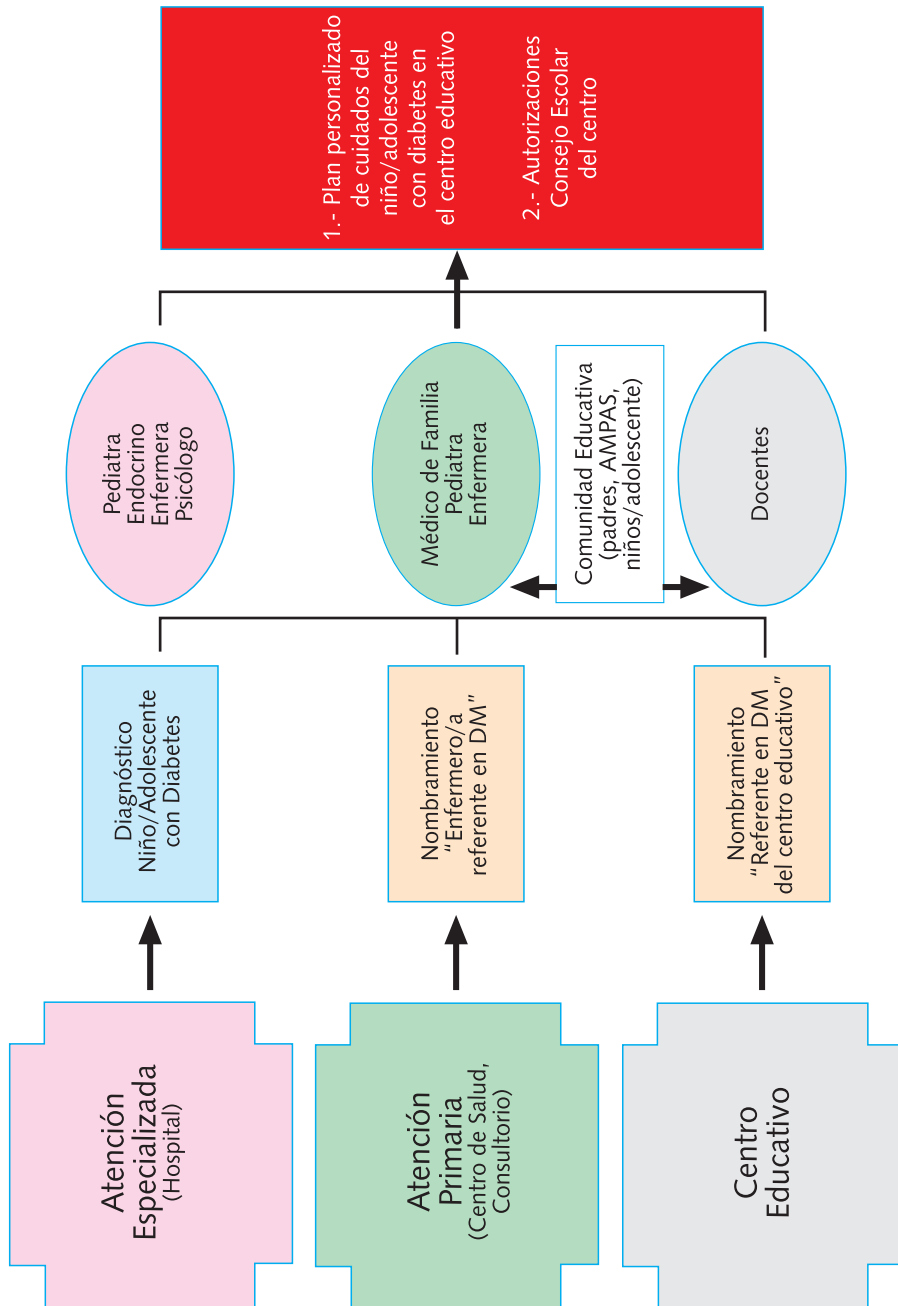 Atención
Especializada
(Hospital)
Diagnóstico
Niño/Adolescente
con Diabetes
Pediatra
Endocrino
Enfermera
Psicólogo
Atención
Primaria
(Centro de Salud,
Consultorio)
Nombramiento
“Enfermero/a
referente en DM”
Médico de Familia
Pediatra
Enfermera
Comunidad Educativa
(padres, AMPAS,
niños/adolescente)
Centro
Educativo
Nombramiento
“Referente en DM
del centro educativo”
Docentes
1.- Plan personalizado
de cuidados del
niño/adolescente
con diabetes en
el centro educativo
2.- Autorizaciones
Consejo Escolar
del centro